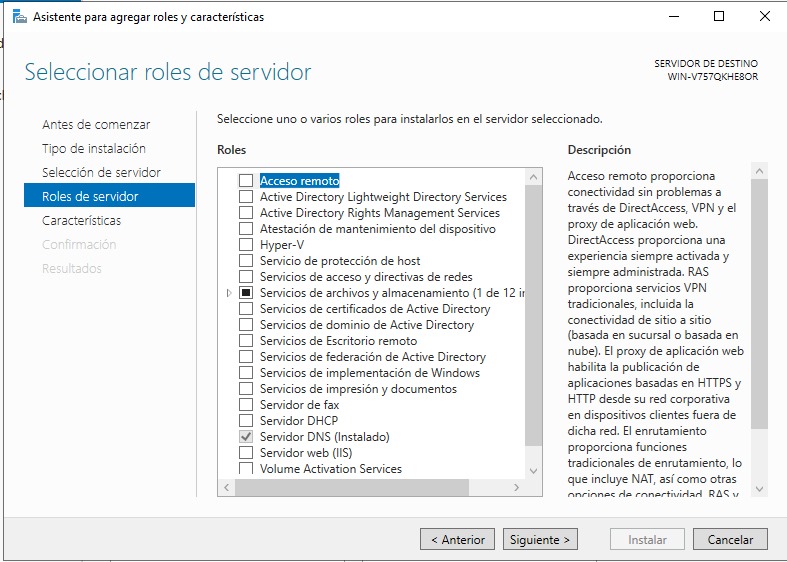 Asistente para agregar roles y características
Seleccionar roles de servidor
SERVIDOR DE DESTINO
WIN-V757QKHE8OR
Antes de comenzar
Tipo de instalación
Selección de servidor
Roles de servidor
Características
Confirmación
Resultados
Seleccione uno o varios roles para instalarlos en el servidor seleccionado.
Roles
Acceso remoto
Active Directory Lightweight Directory Services
Active Directory Rights Management Services
Atestación de mantenimiento del dispositivo
Hyper-V
Servicio de protección de host
Servicios de acceso y directivas de redes
Servicios de archivos y almacenamiento (1 de 12 in
Servicios de certificados de Active Directory
Servicios de dominio de Active Directory
Servicios de Escritorio remoto
Servicios de federación de Active Directory
Servicios de implementación de Windows
Servicios de impresión y documentos
Servidor de fax
Servidor DHCP
Servidor DNS (Instalado)
Servidor web (IIS)
Volume Activation Services
Descripción
Acceso remoto proporciona
conectividad sin problemas a
través de DirectAccess, VPN y el
proxy de aplicación web.
DirectAccess proporciona una
experiencia siempre activada y
siempre administrada. RAS
proporciona servicios VPN
tradicionales, incluida la
conectividad de sitio a sitio
(basada en sucursal o basada en
nube). El proxy de aplicación web
habilita la publicación de
aplicaciones basadas en HTTPS y
HTTP desde su red corporativa
en dispositivos clientes fuera de
dicha red. El enrutamiento
proporciona funciones
tradicionales de enrutamiento, lo
que incluye NAT, así como otras
opciones de conectividad. RAS y
< Anterior
Siguiente >
Instalar
Cancelar